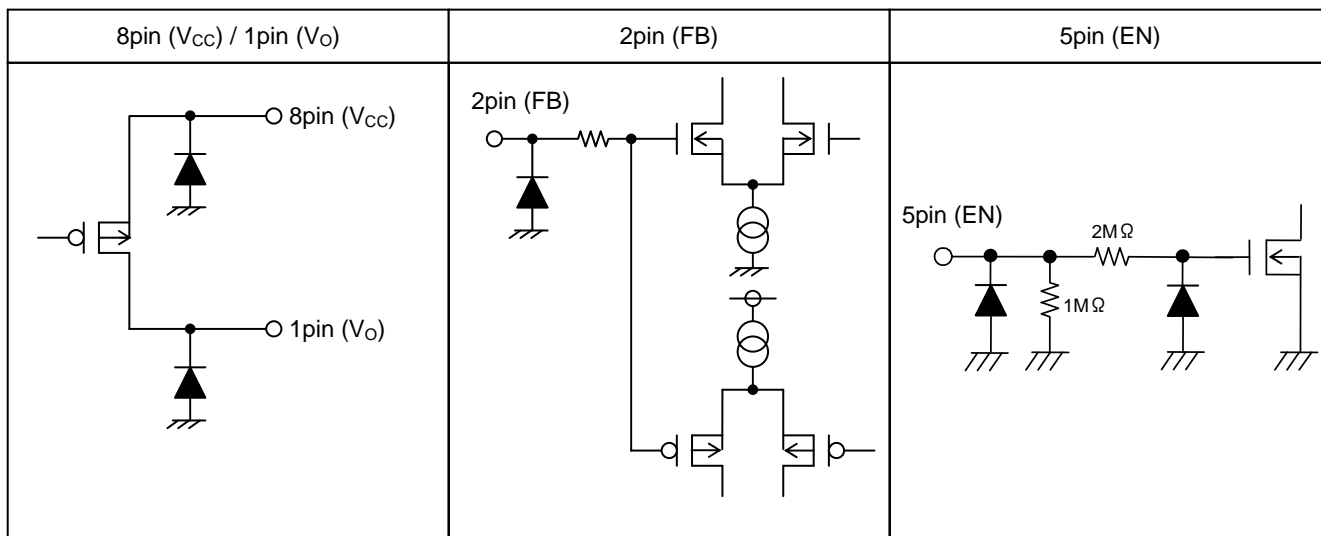 8pin (VCC) / 1pin (VO)
2pin (FB)
5pin (EN)
8pin (VCC)
1pin (VO)
2pin (FB)
5pin (EN)
2MΩ
1MΩ